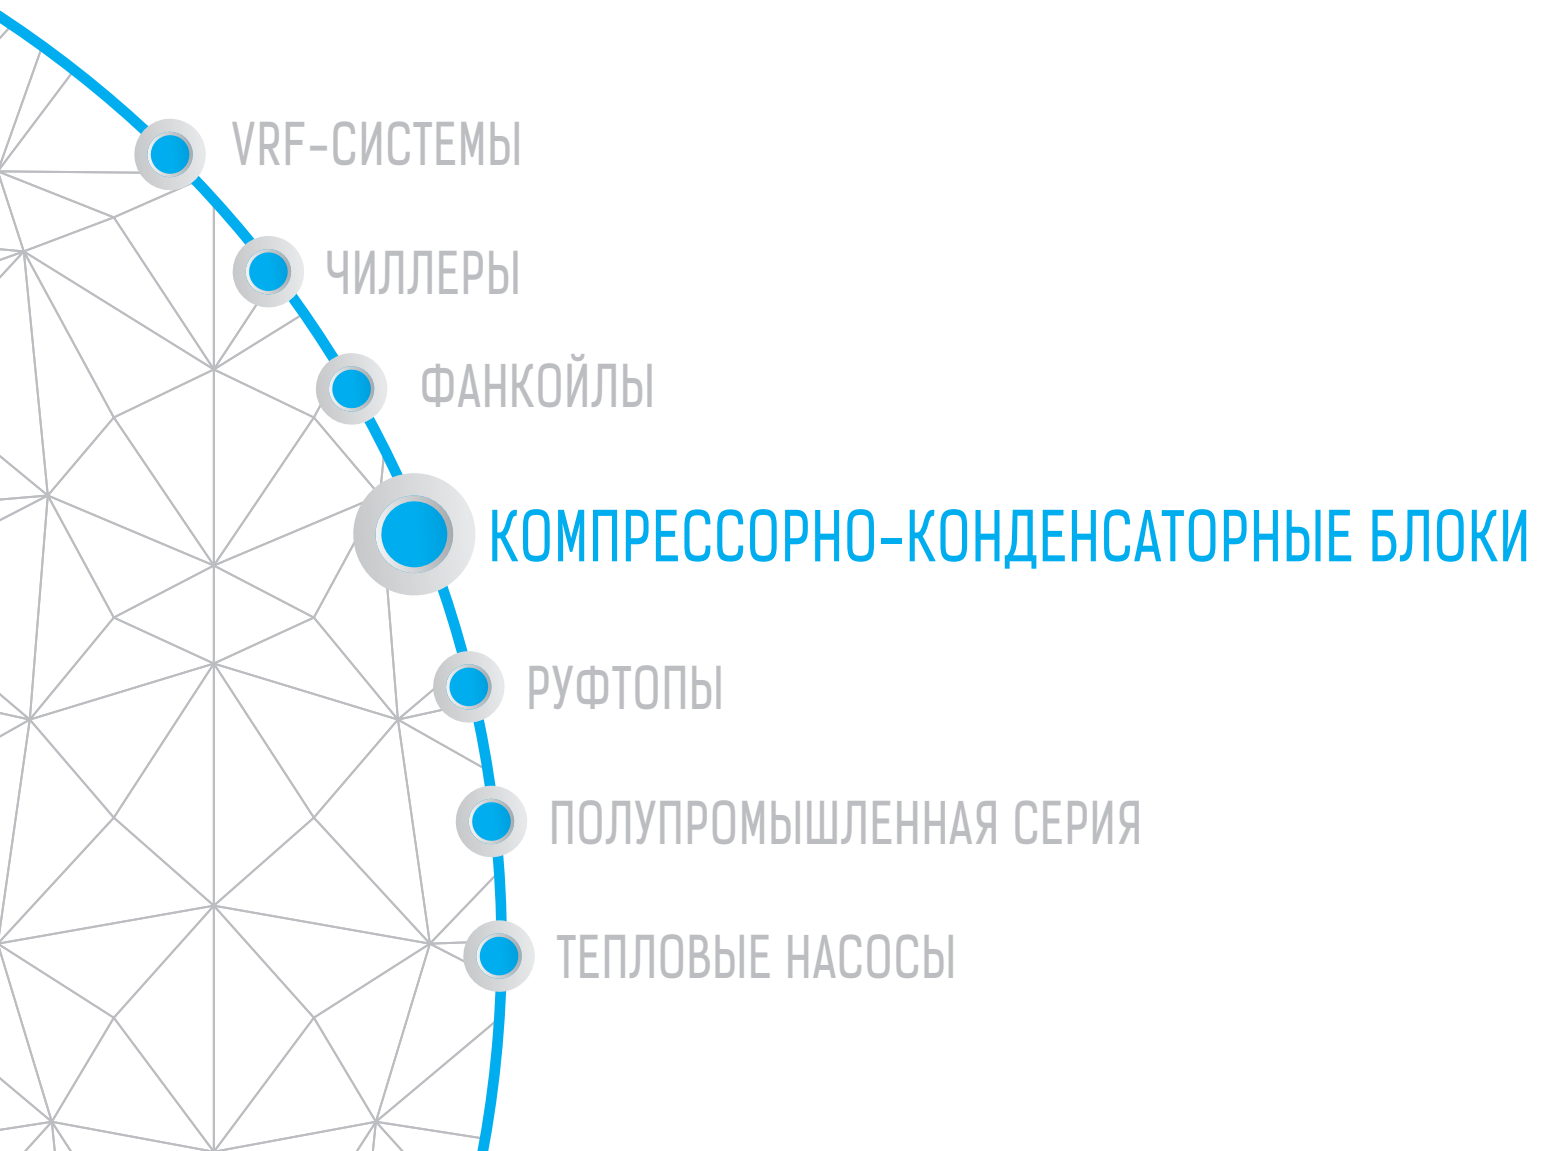 VRF-СИСТЕМЫ
ЧИЛЛЕРЫ
ФАНКОЙЛЫ
КОМПРЕССОРНО-КОНДЕНСАТОРНЫЕ БЛОКИ
РУФТОПЫ
ПОЛУПРОМЫШЛЕННАЯ СЕРИЯ
ТЕПЛОВЫЕ НАСОСЫ